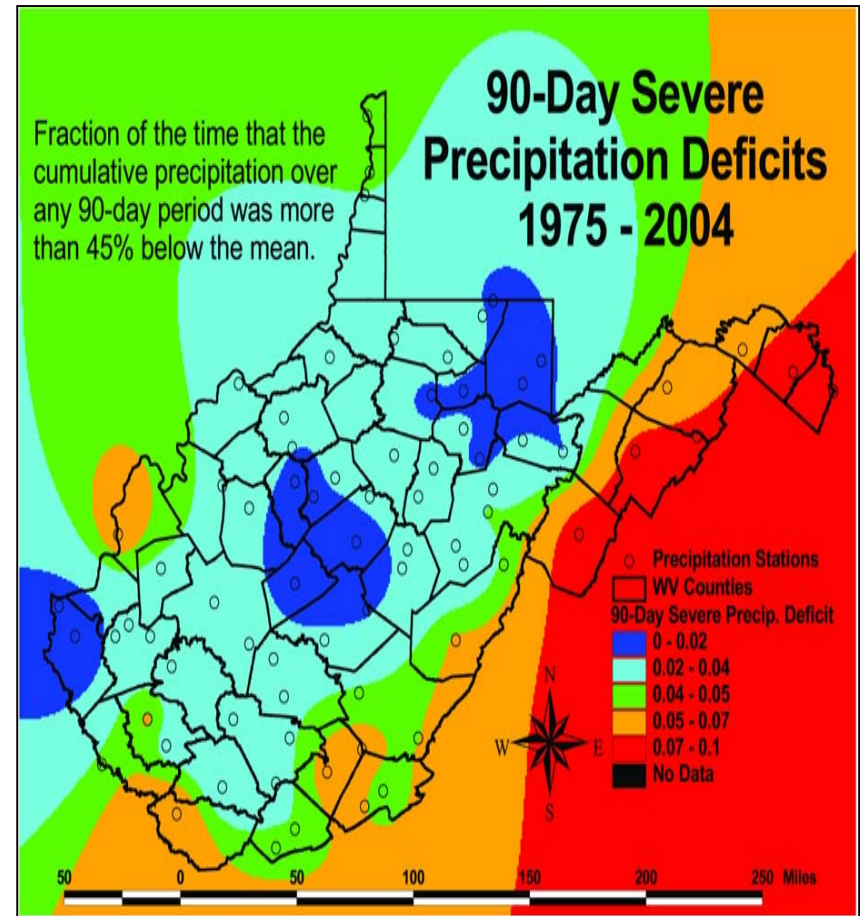 90-Day Severe
Precipitation Deficits
1975 - 2004
Fraction of the time that the
cumulative precipitation over
any 90-day period was more
than 45% below the mean.
Precipitation Stations
WV Counties
90-Day Severe Precip. Deficit
0 - 0.02
0.02 - 0.04
0.04 - 0.05
0.05 - 0.07
0.07 - 0.1
No Data
N
W E
S
50 0 50 100 150 200 250 Miles